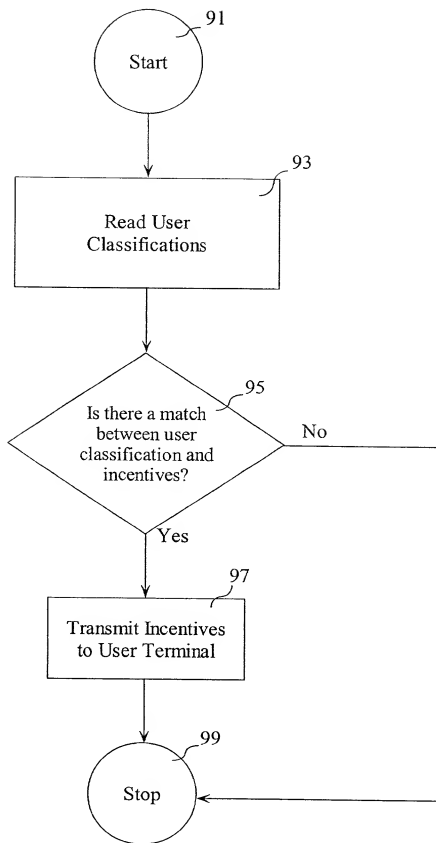 91
Start
93
Read User
Classifications
95
Is there a match
between user
classification and
incentives?
No
Yes
97
Transmit Incentives
to User Terminal
99
Stop